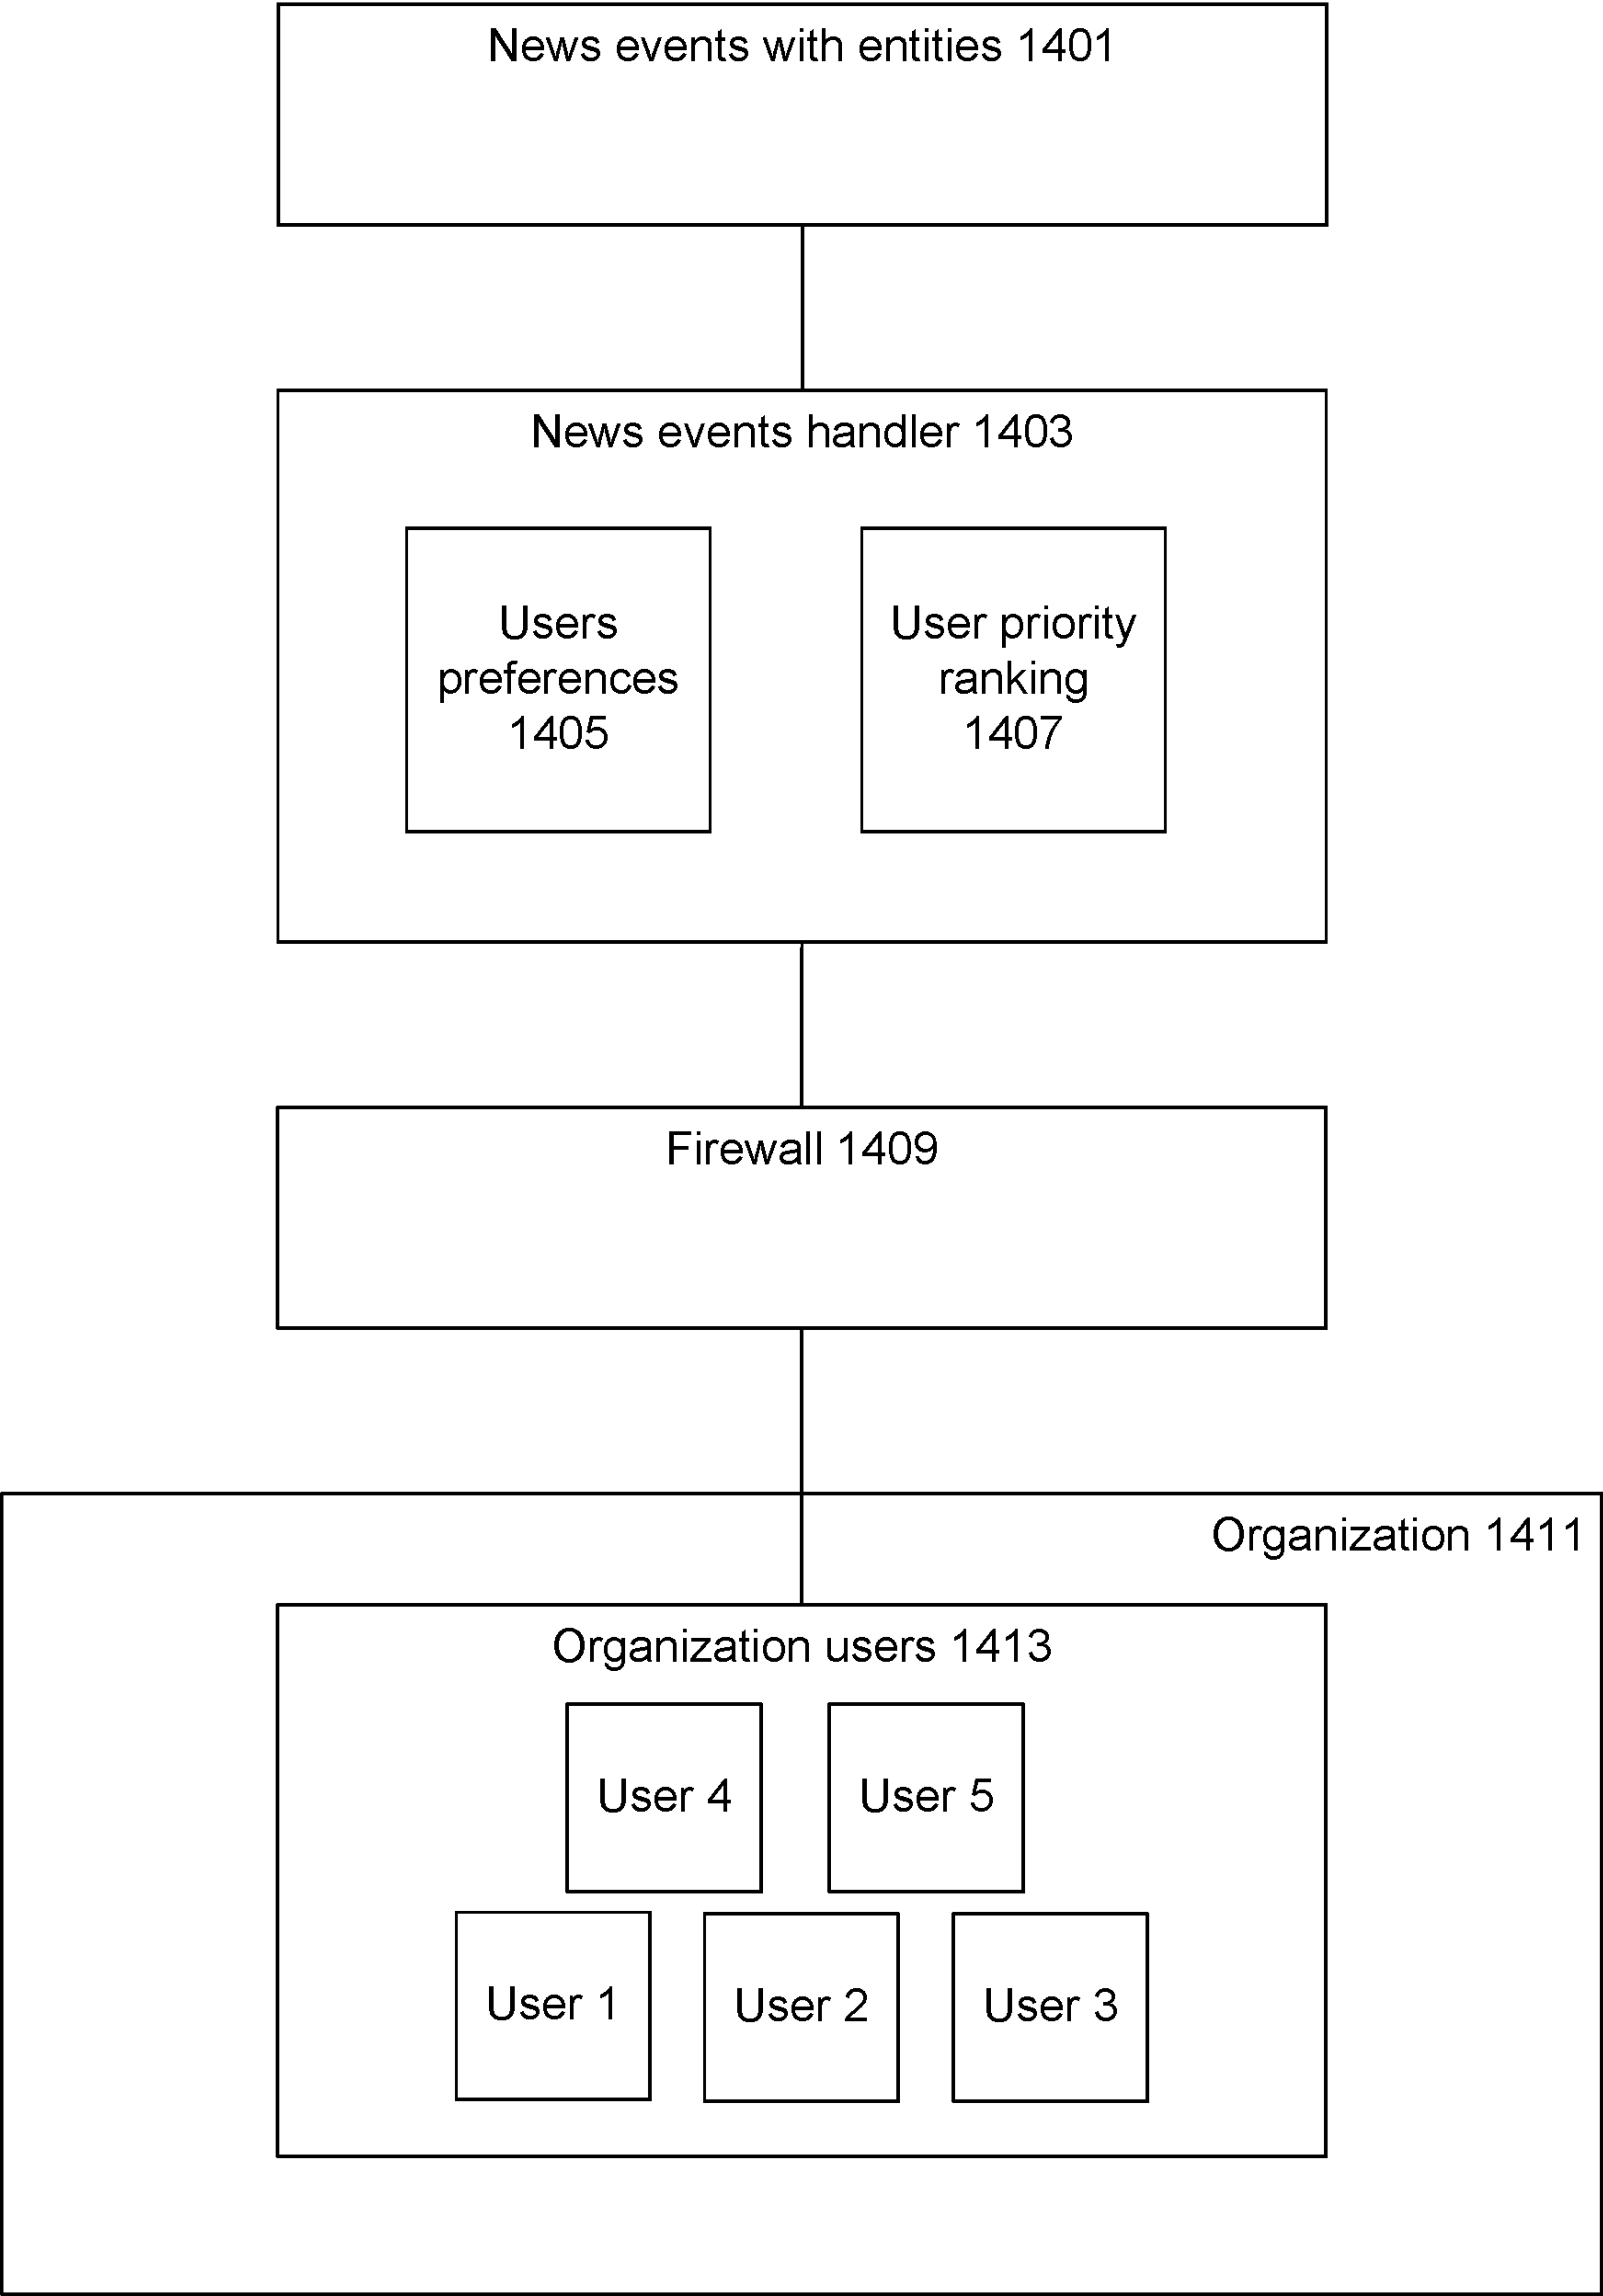 News events with entities 1401
News events handler 1403
Users
preferences
1405
User priority
ranking
1407
Firewall 1409
Organization 1411
Organization users 1413
User 4
User 5
User 1
User 2
User 3